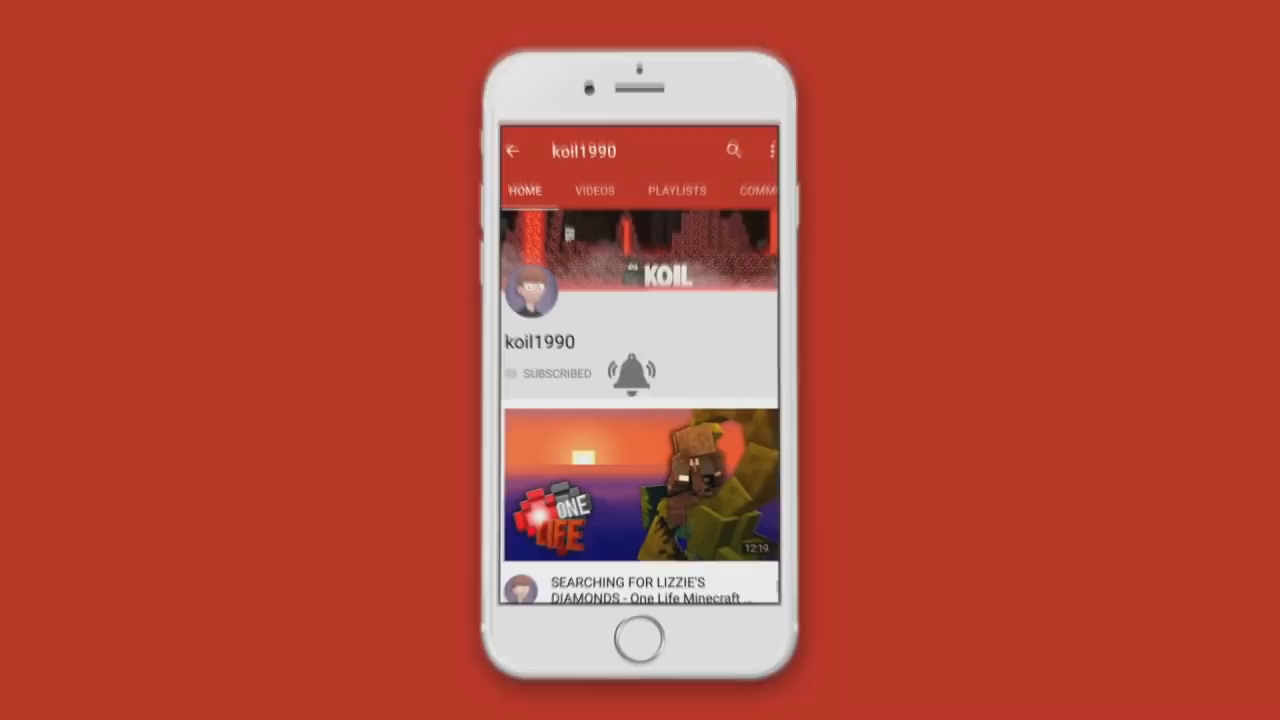 koil1990
HOME VIDEOS PLAYLISTS COMM
KOIL
koil1990
SUBSCRIBED
ONE
LIFE
12:19
SEARCHING FOR LIZZIE'S
DIAMONDS - One Life Minecraft ...